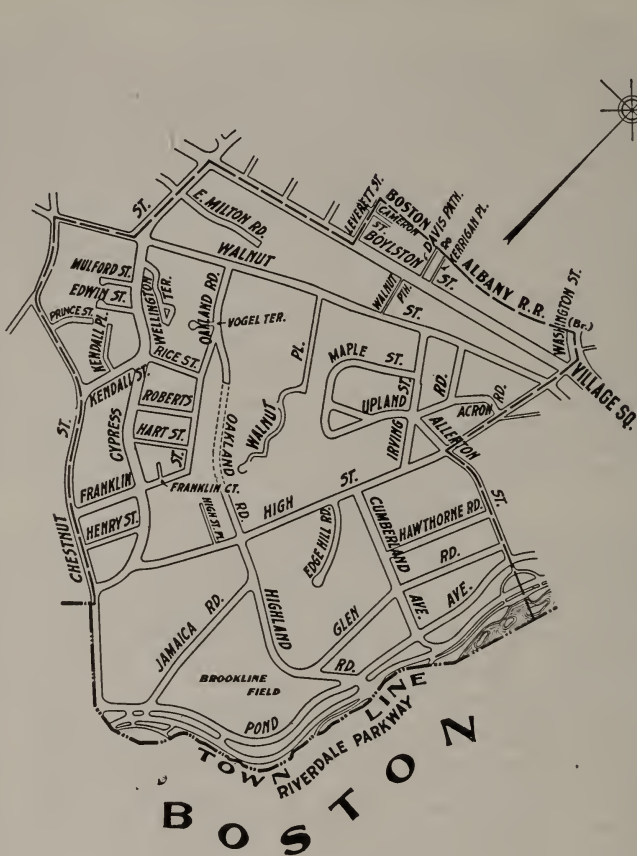 E. MILTON RD.
ST.
LEVERETT ST.
BOSTON & ALBANY R.R.
CAMERON ST.
DAVIS PATH.
KERRIGAN PL.
BOYLSTON ST.
WALNUT ST.
WALNUT PTH.
WASHINGTON ST.
(Br.)
VILLAGE SQ.
MULFORD ST.
EDWIN ST.
PRINCE ST.
KENDALL PL.
WELLINGTON TER.
OAKLAND RD.
VOGEL TER.
RICE ST.
KENDALL ST.
WALNUT PL.
MAPLE ST.
UPLAND RD.
IRVING ST.
ACRON RD.
ALLERTON ST.
CYPRESS ST.
ROBERTS
HART ST.
FRANKLIN ST.
FRANKLIN CT.
HENRY ST.
CHESTNUT ST.
OAKLAND RD.
HIGH ST. PL.
HIGH ST.
EDGE HILL RD.
CUMBERLAND AVE.
HAWTHORNE RD.
GLEN RD.
HIGHLAND
JAMAICA RD.
BROOKLINE
FIELD
POND AVE.
TOWN LINE
RIVERDALE PARKWAY
BOSTON